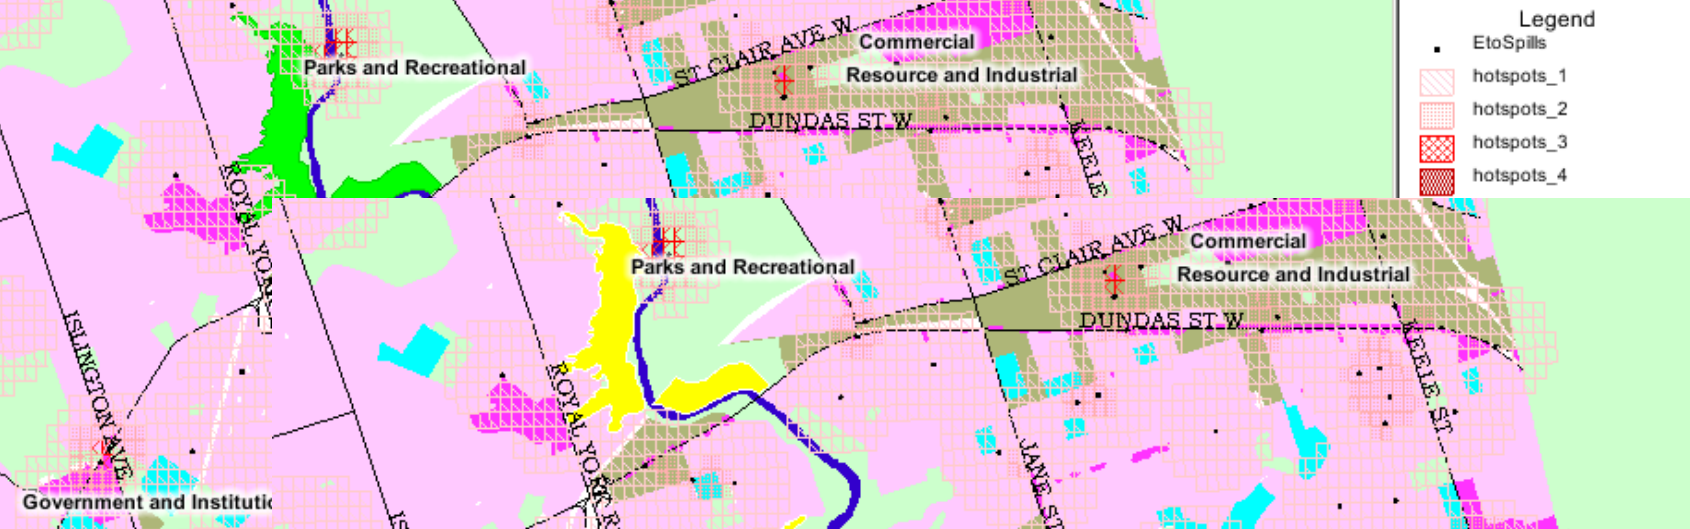 Legend
EtoSpills
hotspots_1
hotspots_2
hotspots_3
hotspots_4
ST CLAIR AVE W
Commercial
Parks and Recreational
Resource and Industrial
DUNDAS ST W
KEELE
ROYAL YORK
ISLINGTON AVE
Government and Institutio
ST CLAIR AVE W
Commercial
Parks and Recreational
Resource and Industrial
DUNDAS ST W
KEELE ST
ROYAL YORK R
JANE ST
IS